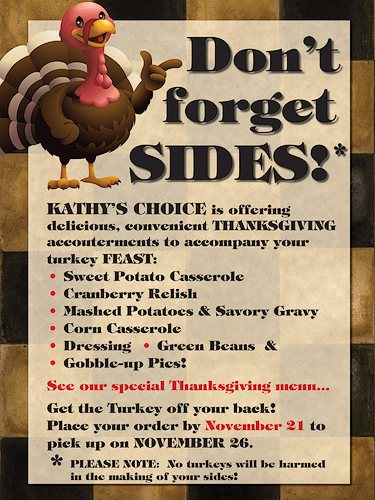 Don't
forget
SIDES!*
KATHY'S CHOICE is offering
delicious, convenient THANKSGIVING
accouterments to accompany your
turkey FEAST:
• Sweet Potato Casserole
• Cranberry Relish
• Mashed Potatoes & Savory Gravy
• Corn Casserole
• Dressing • Green Beans &
• Gobble-up Pies!
See our special Thanksgiving menu...
Get the Turkey off your back!
Place your order by November 21 to
pick up on NOVEMBER 26.
* PLEASE NOTE: No turkeys will be harmed
in the making of your sides!